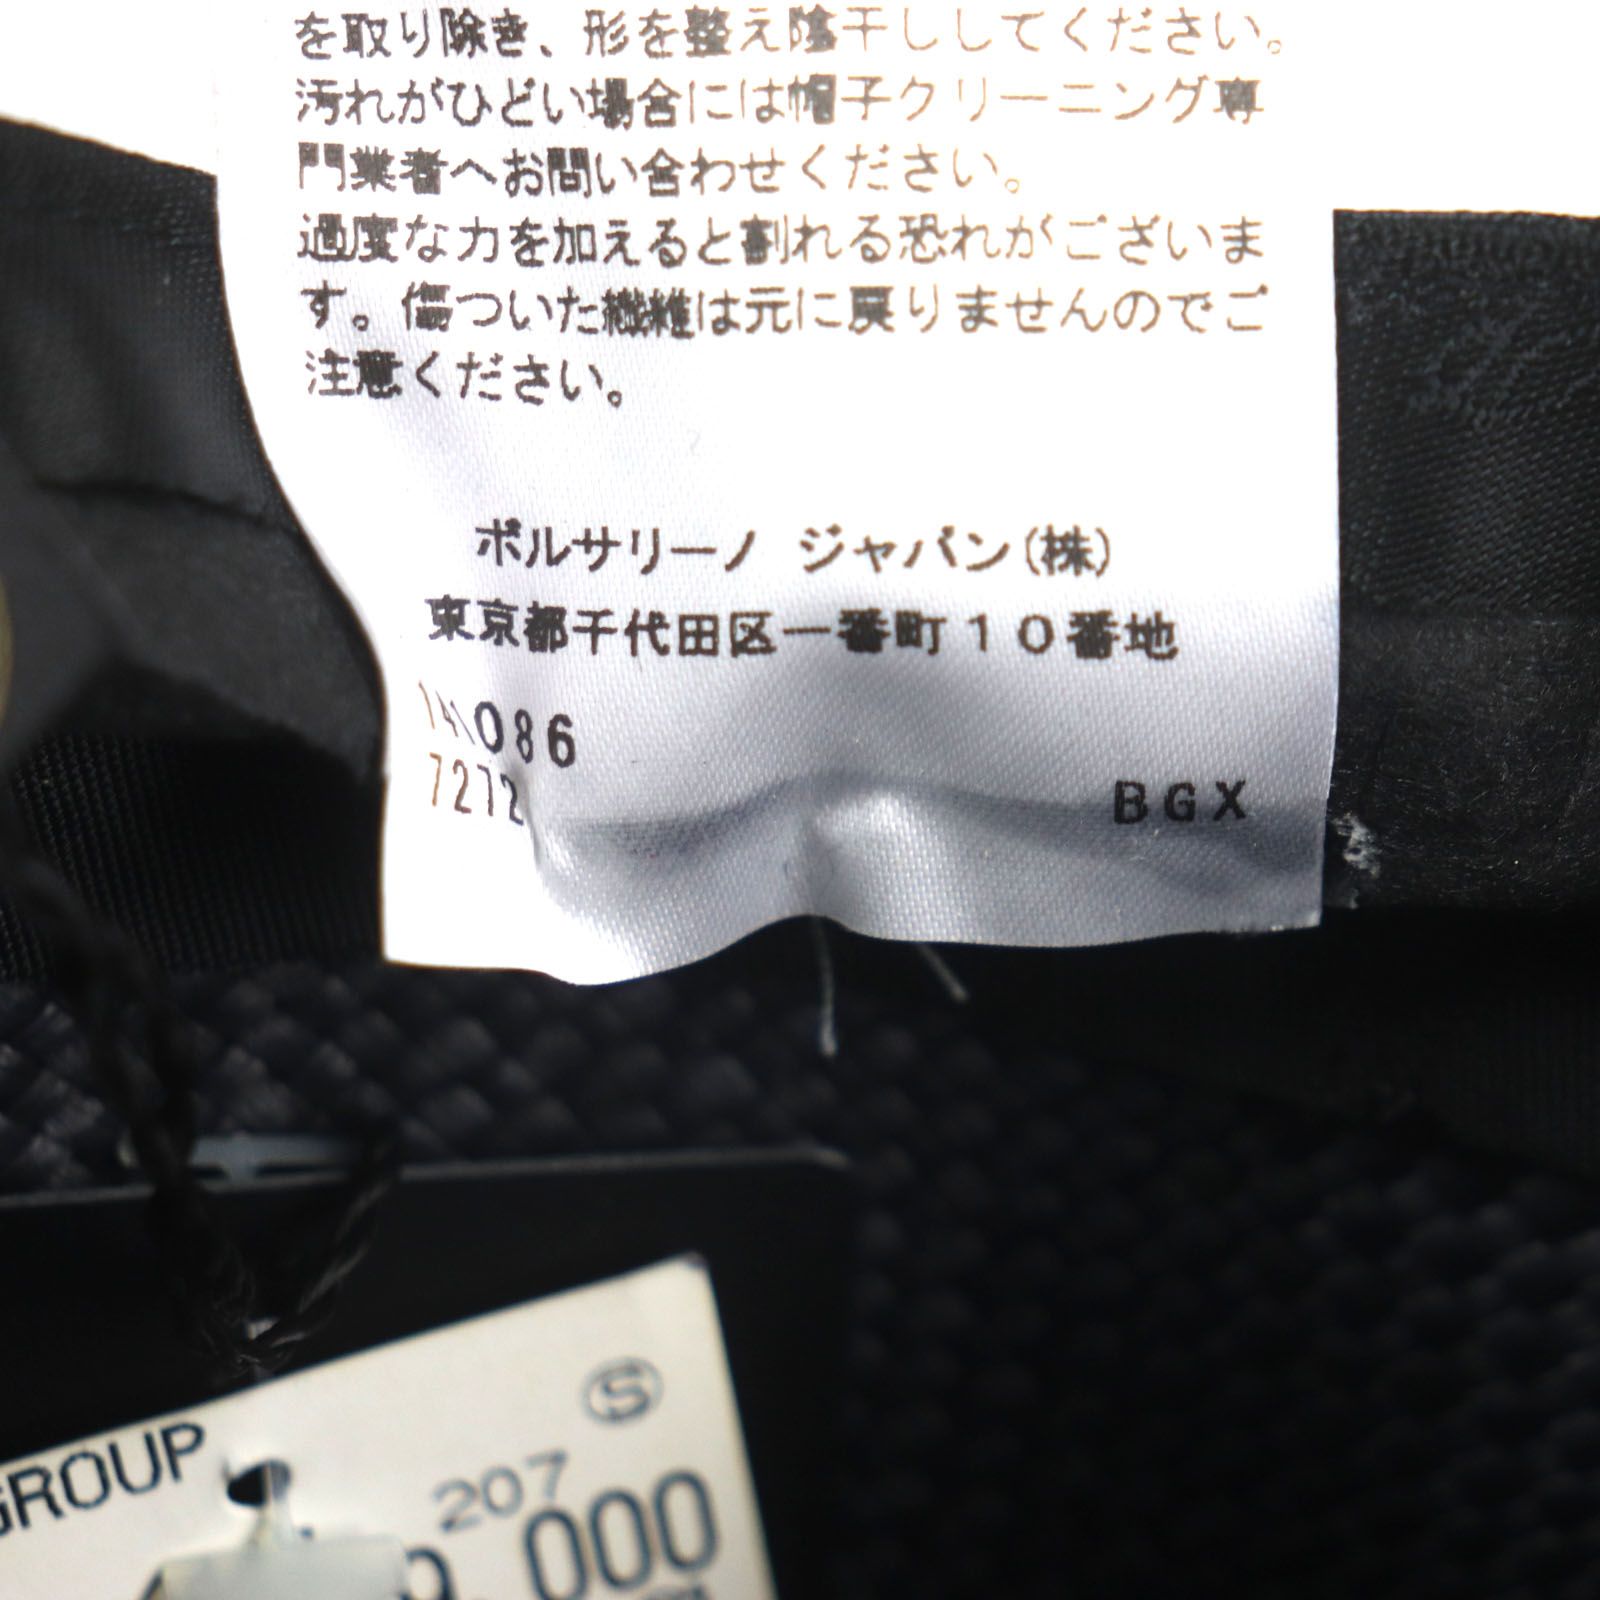 を取り除き、形を整え陰干ししてください。
汚れがひどい場合には帽子クリーニング専
門業者へお問い合わせください。
過度な力を加えると割れる恐れがございま
す。傷ついた繊維は元に戻りませんのでご
注意ください。
ボルサリーノ ジャパン(株)
東京都千代田区一番町10番地
141086
7272
BGX
S
GROUP
207
9,000